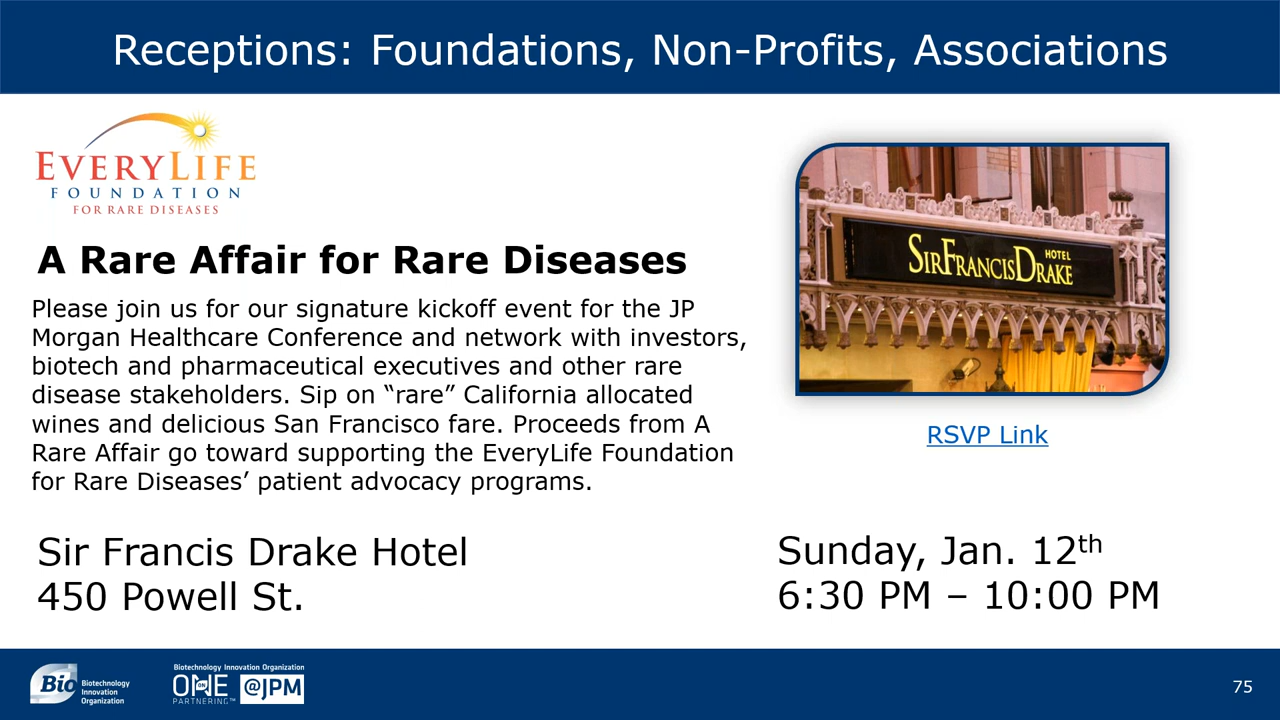 Receptions: Foundations, Non-Profits, Associations
EVERYLIFE
FOUNDATION
FOR RARE DISEASES
A Rare Affair for Rare Diseases
Please join us for our signature kickoff event for the JP
Morgan Healthcare Conference and network with investors,
biotech and pharmaceutical executives and other rare
disease stakeholders. Sip on “rare” California allocated
wines and delicious San Francisco fare. Proceeds from A
Rare Affair go toward supporting the EveryLife Foundation
for Rare Diseases’ patient advocacy programs.
SIRFRANCISDRAKE HOTEL
RSVP Link
Sir Francis Drake Hotel
450 Powell St.
Sunday, Jan. 12th
6:30 PM – 10:00 PM
Bio
Biotechnology
Innovation
Organization
Biotechnology Innovation Organization
ONE ON ONE
PARTNERING™
@JPM
75